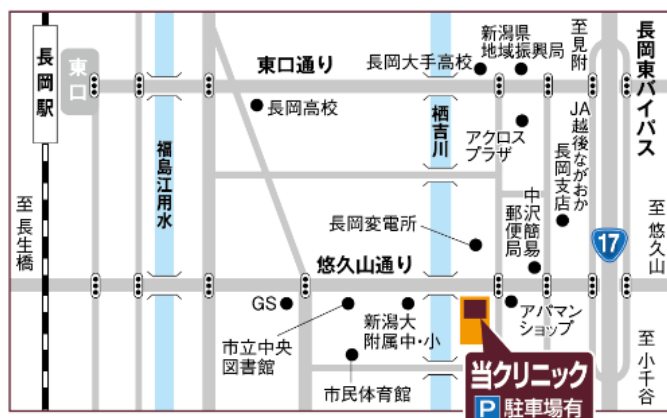 長岡駅
東口
東口通り
長岡大手高校
新潟県
地域振興局
至見附
長岡東バイパス
長岡高校
福島江用水
栖吉川
アクロス
プラザ
JA越後ながおか
長岡支店
中沢簡易
郵便局
長岡変電所
至長生橋
悠久山通り
17
至悠久山
GS
市立中央
図書館
新潟大
附属中・小
アパマン
ショップ
市民体育館
至小千谷
当クリニック
P 駐車場有